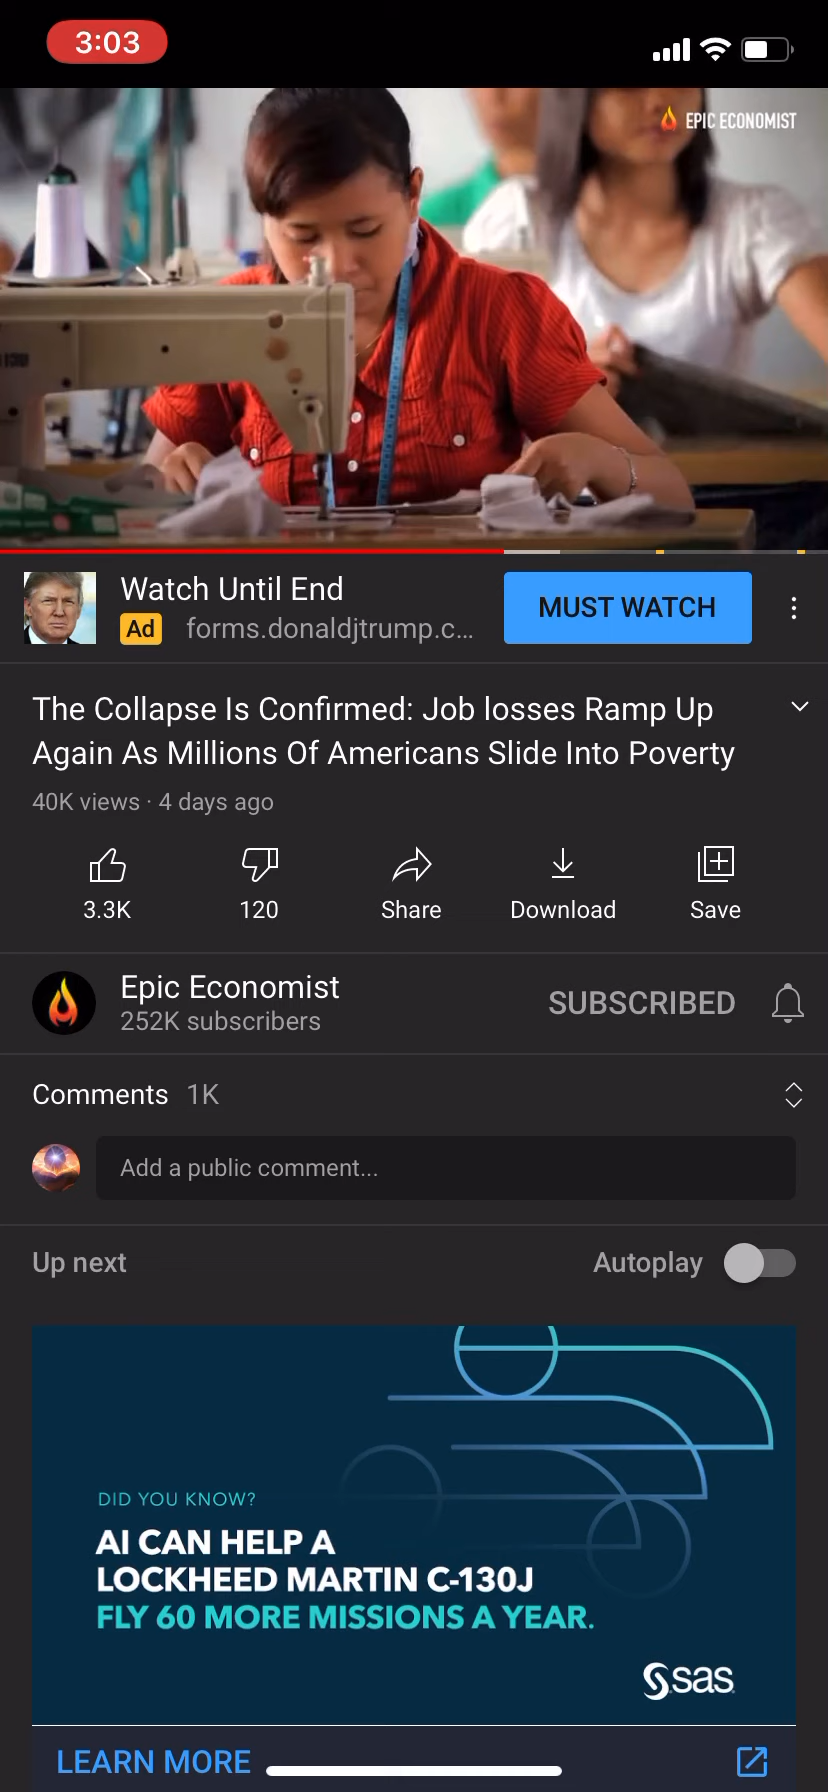 3:03
EPIC ECONOMIST
Watch Until End
Ad forms.donaldjtrump.c...
MUST WATCH
The Collapse Is Confirmed: Job losses Ramp Up
Again As Millions Of Americans Slide Into Poverty
40K views · 4 days ago
3.3K 120 Share Download Save
Epic Economist
252K subscribers
SUBSCRIBED
Comments 1K
Add a public comment...
Up next Autoplay
DID YOU KNOW?
AI CAN HELP A
LOCKHEED MARTIN C-130J
FLY 60 MORE MISSIONS A YEAR.
sas
LEARN MORE